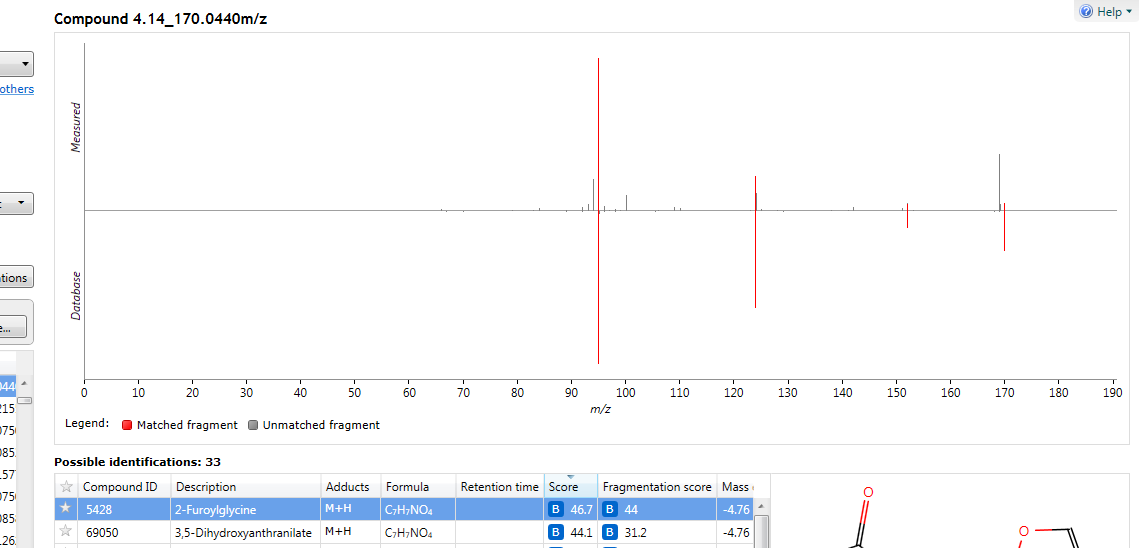 Compound 4.14_170.0440m/z
Help
others
Measured
Database
0 10 20 30 40 50 60 70 80 90 100 110 120 130 140 150 160 170 180 190
m/z
Legend: Matched fragment Unmatched fragment
Possible identifications: 33
Compound ID Description Adducts Formula Retention time Score Fragmentation score Mass
5428 2-Furoylglycine M+H C₇H₇NO₄ B 46.7 B 44 -4.76
69050 3,5-Dihydroxyanthranilate M+H C₇H₇NO₄ B 44.1 B 31.2 -4.76
O
O